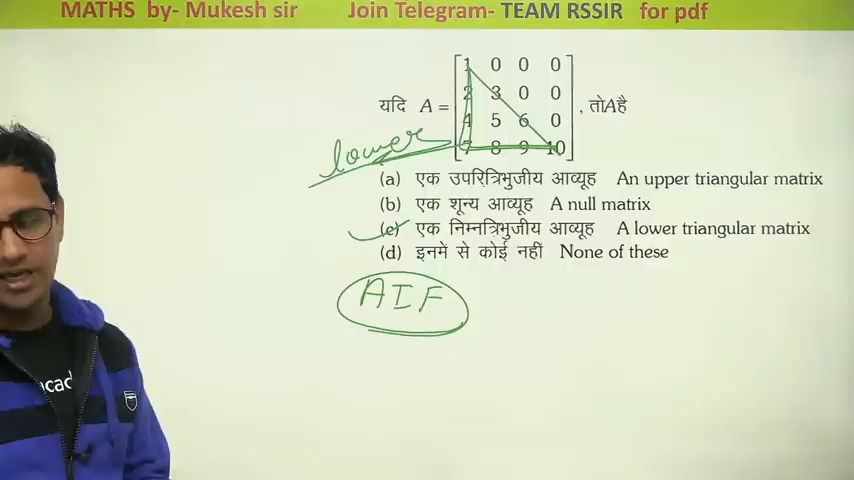 MATHS by- Mukesh sir Join Telegram- TEAM RSSIR for pdf
1 0 0 0
2 3 0 0
यदि A = , तो A है
4 5 6 0
7 8 9 10
lower
(a) एक उपरित्रिभुजीय आव्यूह An upper triangular matrix
(b) एक शून्य आव्यूह A null matrix
(c) एक निम्नत्रिभुजीय आव्यूह A lower triangular matrix
(d) इनमें से कोई नहीं None of these
AIF
acad